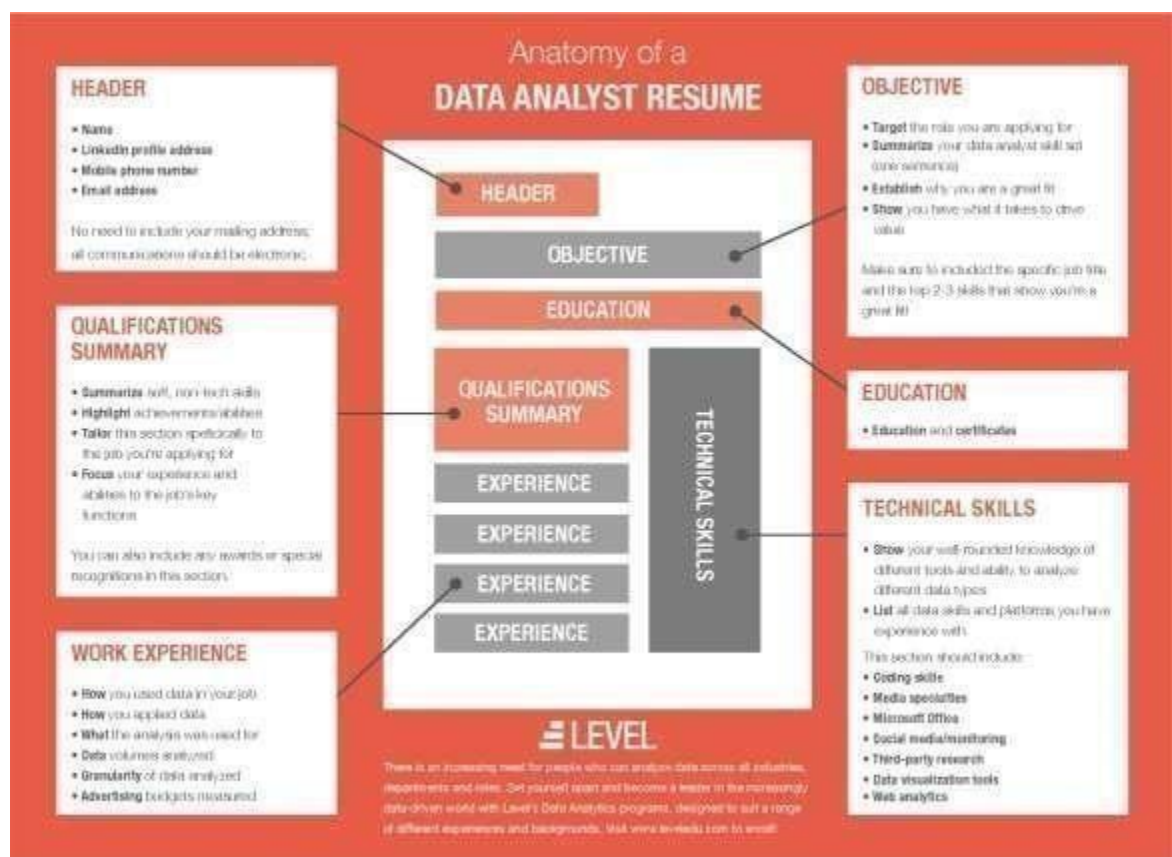 Anatomy of a
DATA ANALYST RESUME
HEADER
• Name
• LinkedIn profile address
• Mobile phone number
• Email address
No need to include your mailing address,
all communications should be electronic.
QUALIFICATIONS
SUMMARY
• Summarize soft, non-tech skills
• Highlight achievements/abilities
• Tailor this section speficically to
the job you're applying for
• Focus your experience and
abilities to the job's key
functions
You can also include any awards or special
recognitions in this section.
WORK EXPERIENCE
• How you used data in your job
• How you applied data
• What the analysis was used for
• Data volumes analyzed
• Granularity of data analyzed
• Advertising budgets measured
HEADER
OBJECTIVE
EDUCATION
QUALIFICATIONS
SUMMARY
TECHNICAL SKILLS
EXPERIENCE
EXPERIENCE
EXPERIENCE
EXPERIENCE
LEVEL
There is an increasing need for people who can analyze data across all industries,
departments and roles. Set yourself apart and become a leader in the increasingly
data-driven world with Level's Data Analytics programs, designed to suit a range
of different experiences and backgrounds. Visit www.leveledu.com to enroll!
OBJECTIVE
• Target the role you are applying for
• Summarize your data analyst skill set
(one sentence)
• Establish why you are a great fit
• Show you have what it takes to drive
value
Make sure to included the specific job title
and the top 2-3 skills that show you're a
great fit!
EDUCATION
• Education and certificates
TECHNICAL SKILLS
• Show your well-rounded knowledge of
different tools and ability to analyze
different data types
• List all data skills and platforms you have
experience with.
This section should include:
• Coding skills
• Media specialties
• Microsoft Office
• Social media/monitoring
• Third-party research
• Data visualization tools
• Web analytics